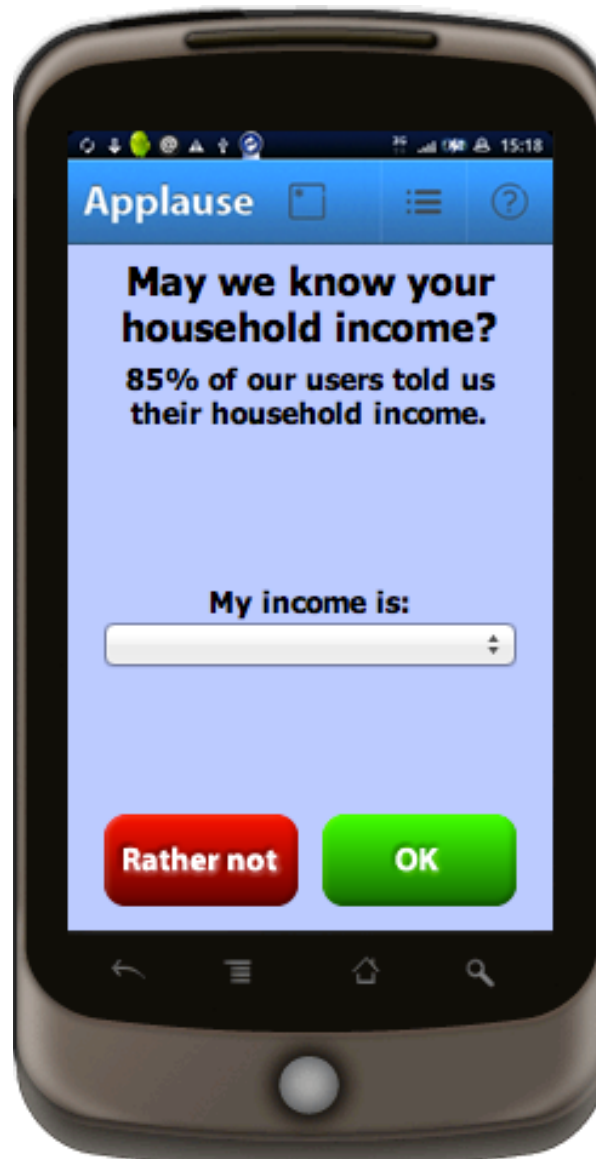 15:18
Applause
May we know your
household income?
85% of our users told us
their household income.
My income is:
Rather not OK